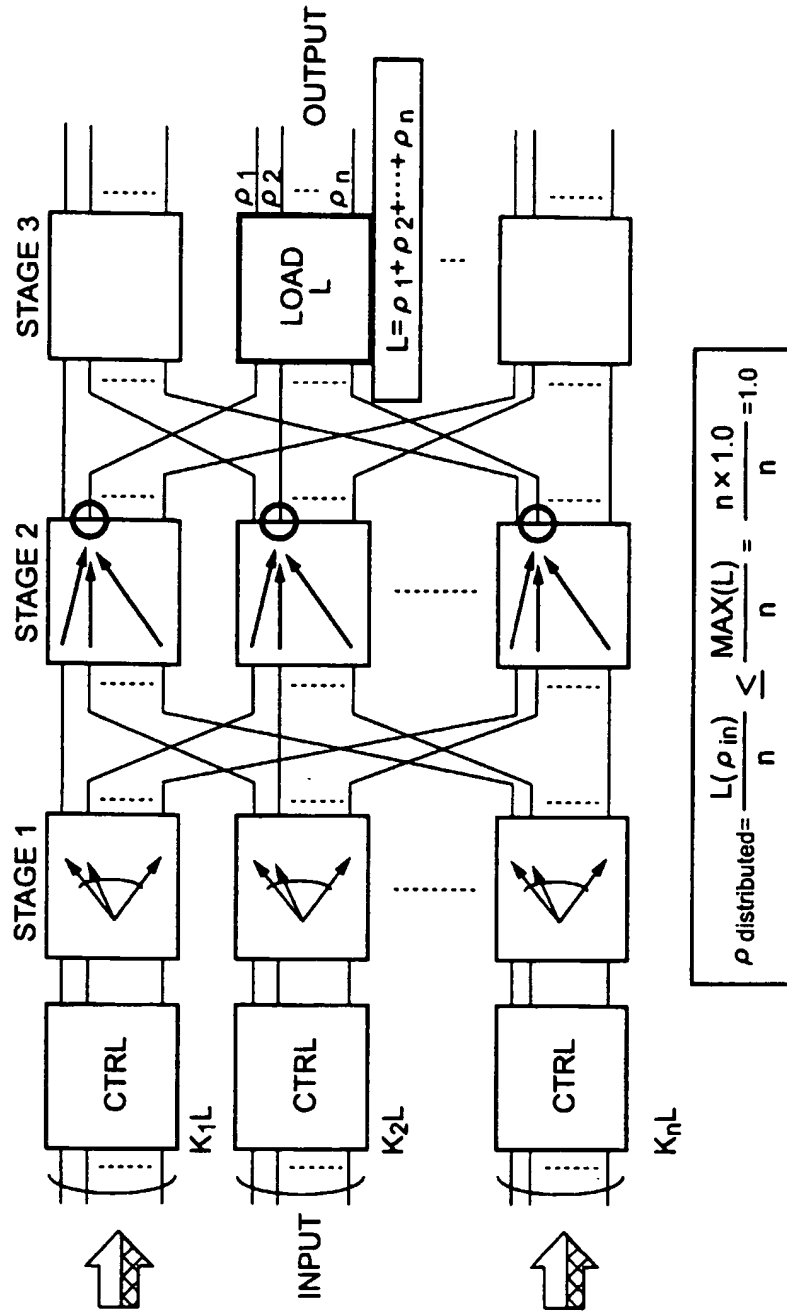 STAGE 1
STAGE 2
STAGE 3
CTRL
K1L
INPUT
CTRL
K2L
LOAD
L
ρ1
ρ2
ρn
OUTPUT
L=ρ1+ρ2+·····+ρn
CTRL
KnL
ρ distributed= L(ρin)/n ≤ MAX(L)/n = n × 1.0/n =1.0